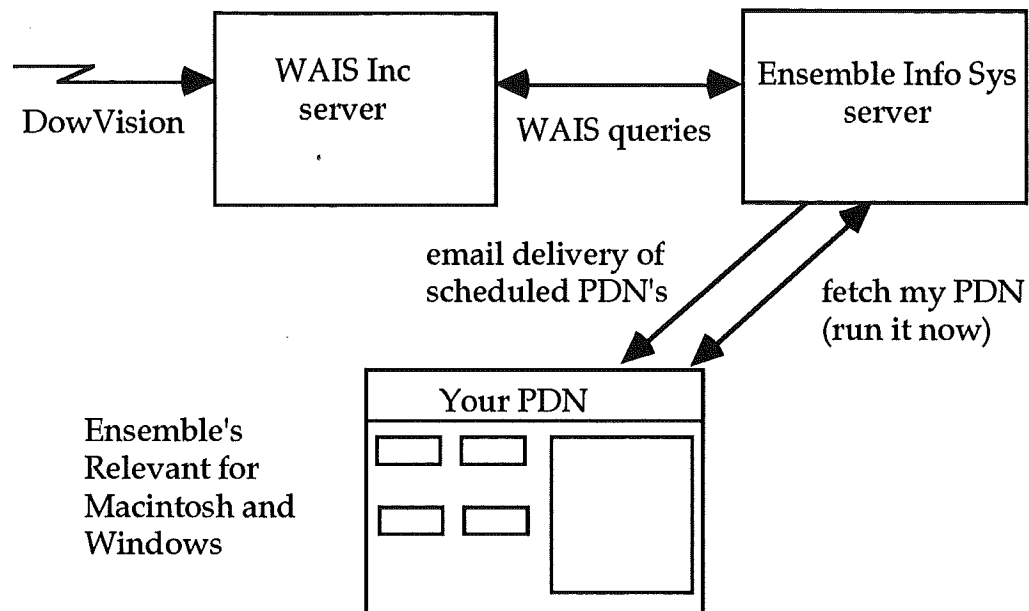 WAIS Inc
server
Ensemble Info Sys
server
DowVision
WAIS queries
email delivery of
scheduled PDN's
fetch my PDN
(run it now)
Your PDN
Ensemble's
Relevant for
Macintosh and
Windows